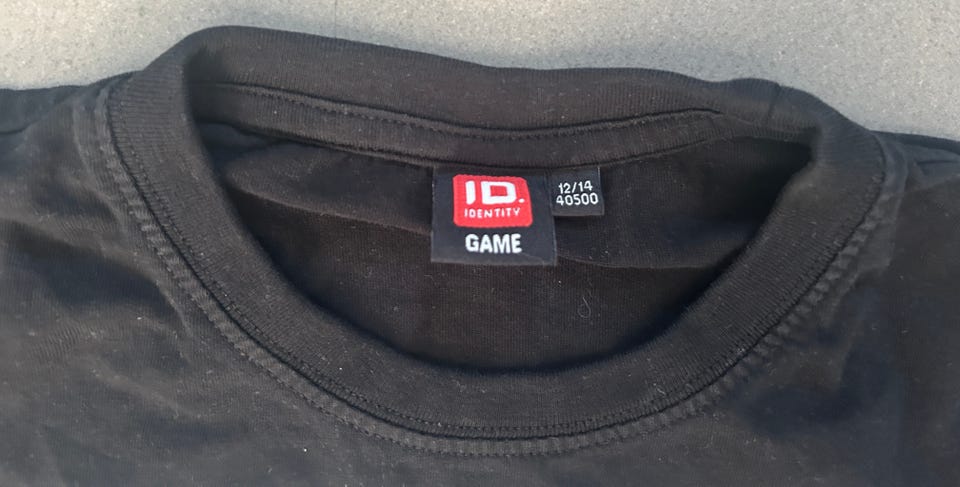 ID.
IDENTITY
GAME
12/14
40500